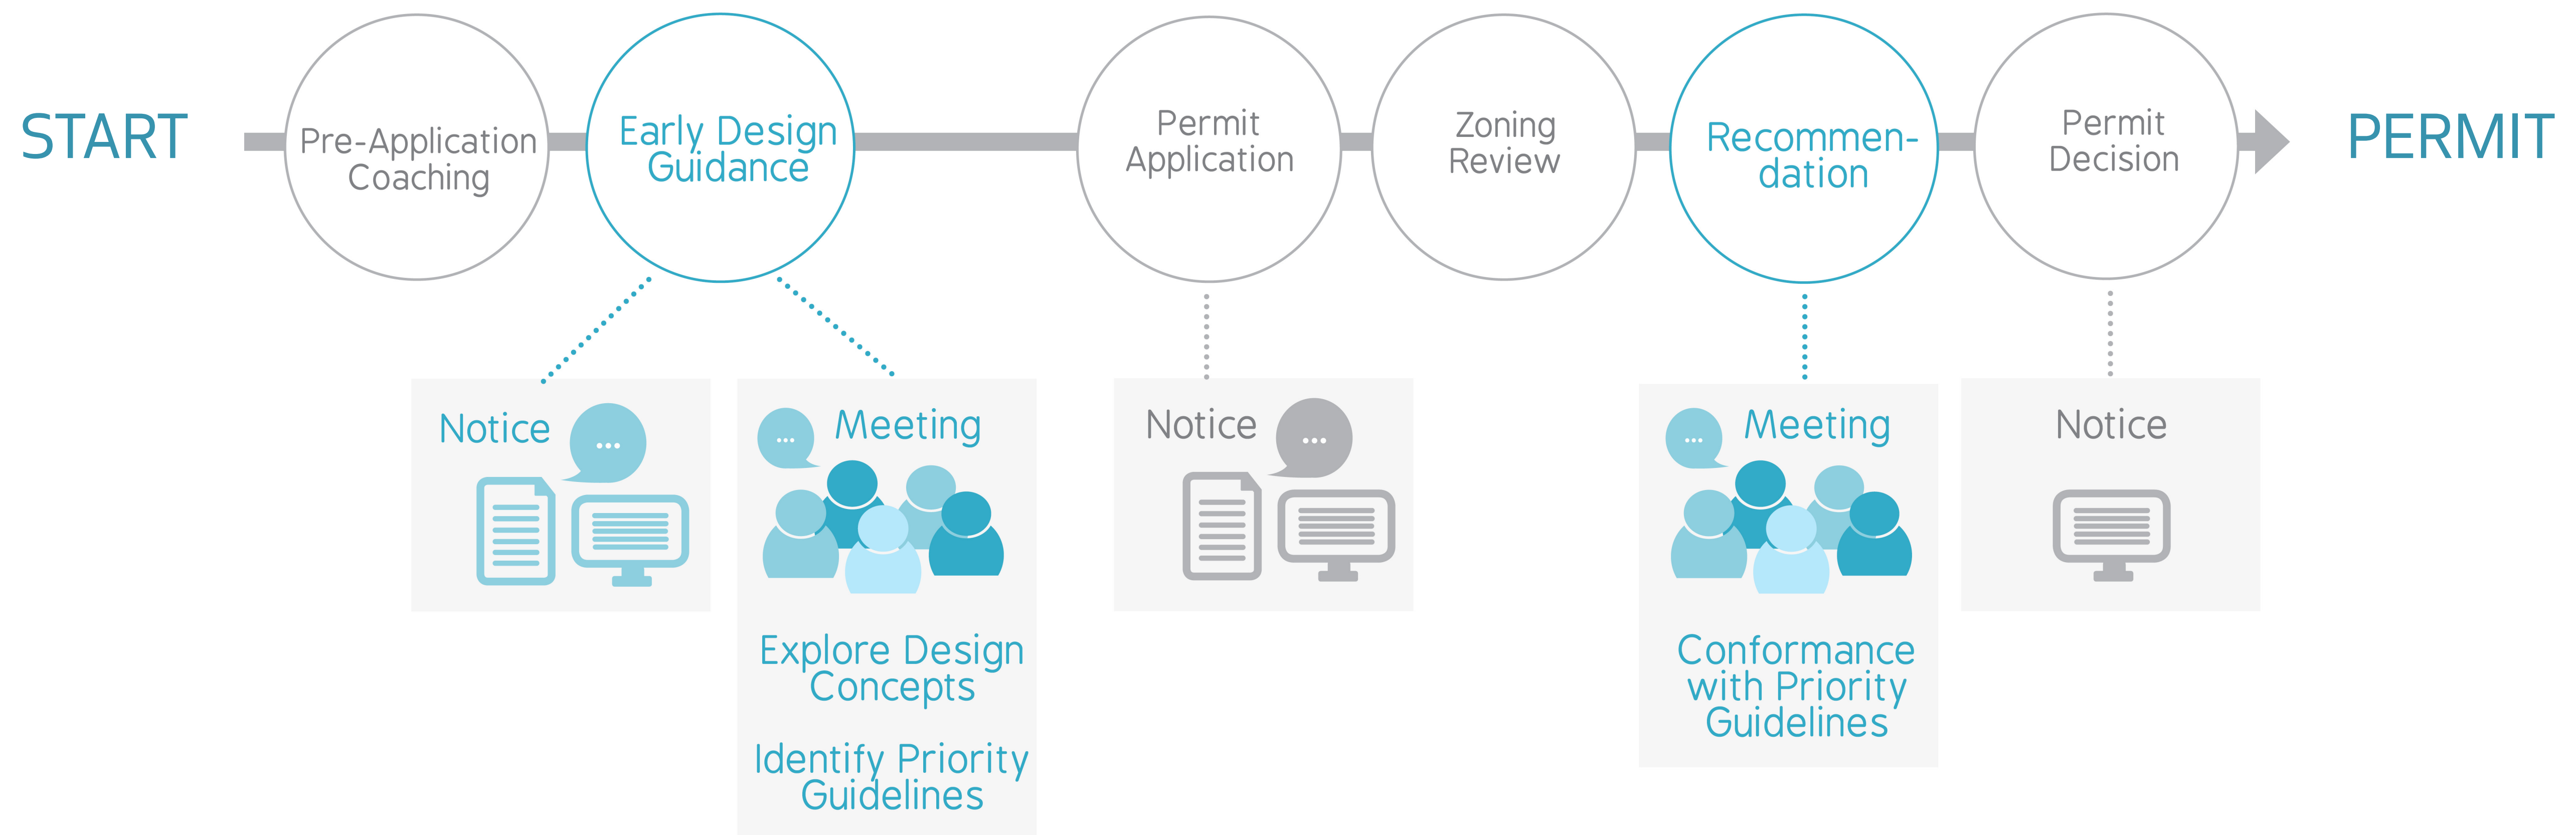 START
Pre-Application
Coaching
Early Design
Guidance
Permit
Application
Zoning
Review
Recommen-
dation
Permit
Decision
PERMIT
Notice
Meeting
Explore Design
Concepts
Identify Priority
Guidelines
Notice
Meeting
Conformance
with Priority
Guidelines
Notice